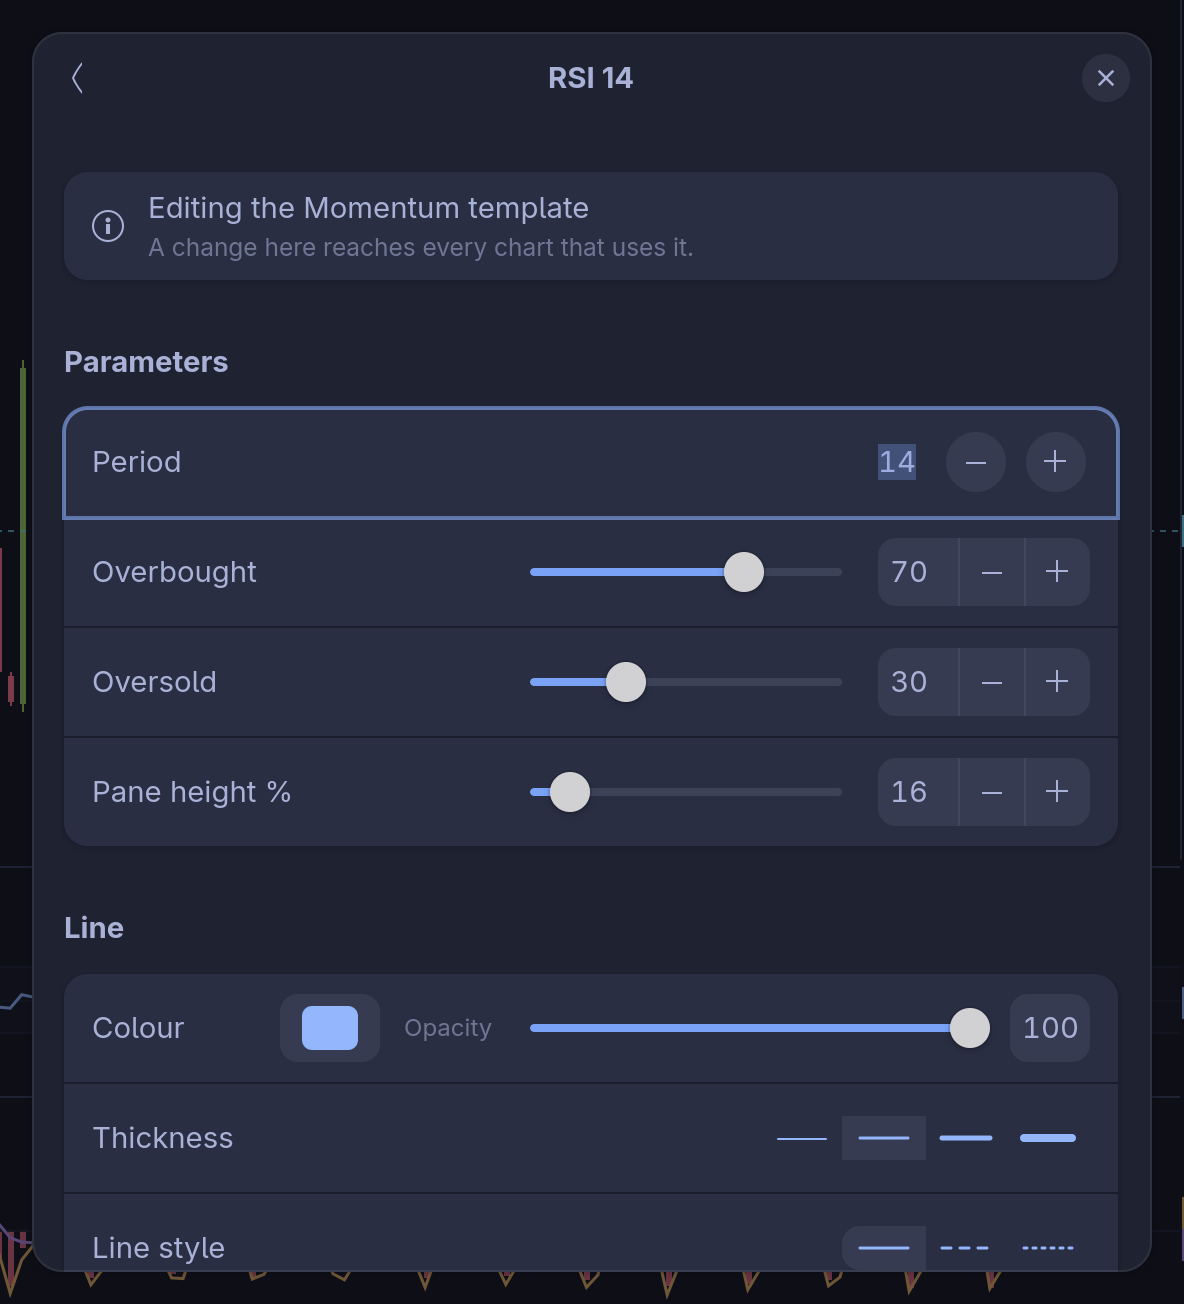 RSI 14
Editing the Momentum template
A change here reaches every chart that uses it.
Parameters
Period 14
Overbought 70
Oversold 30
Pane height % 16
Line
Colour Opacity 100
Thickness
Line style